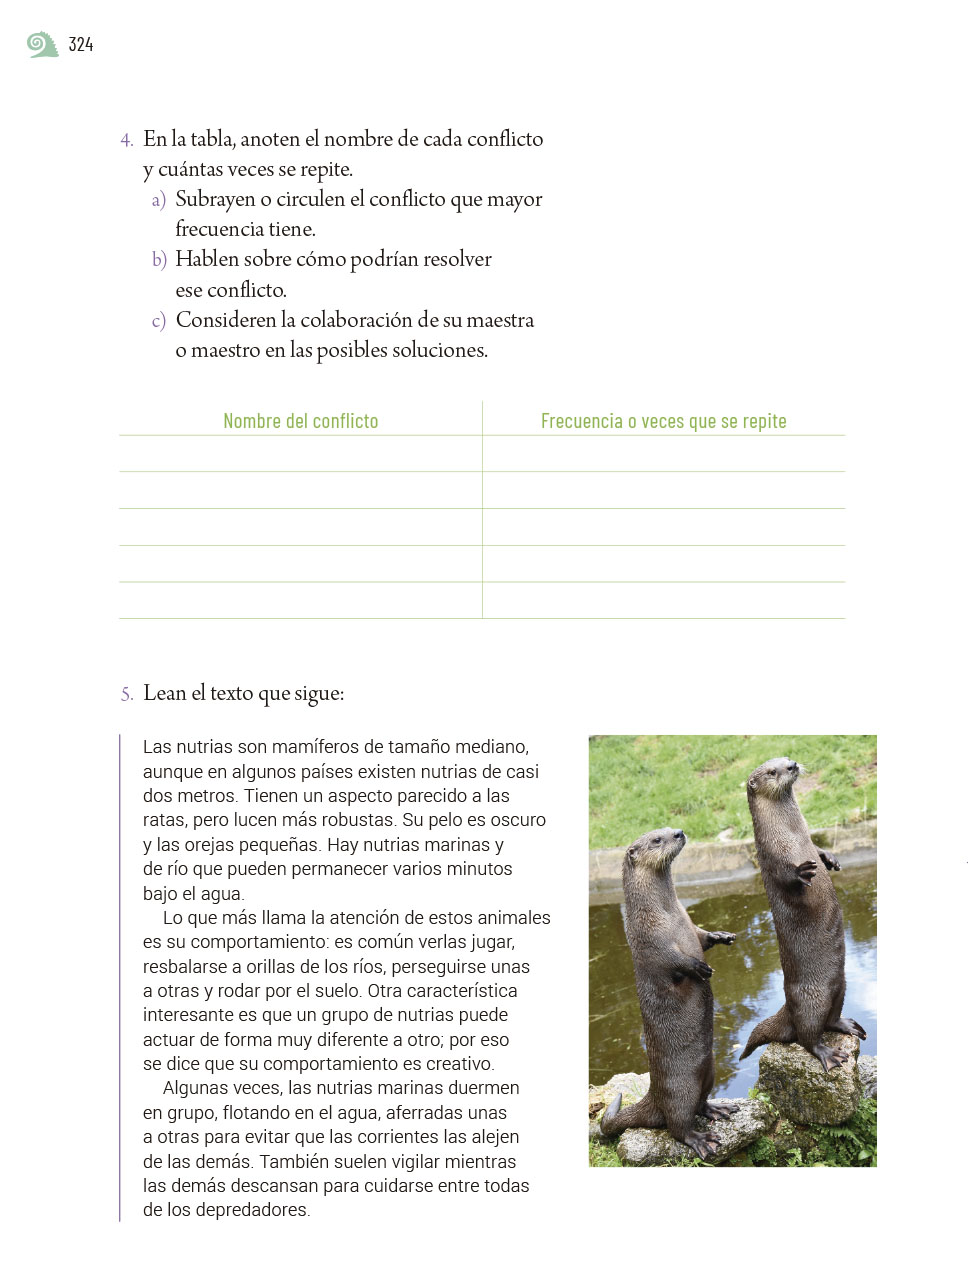 324
4. En la tabla, anoten el nombre de cada conflicto
y cuántas veces se repite.
a) Subrayen o circulen el conflicto que mayor
frecuencia tiene.
b) Hablen sobre cómo podrían resolver
ese conflicto.
c) Consideren la colaboración de su maestra
o maestro en las posibles soluciones.
Nombre del conflicto
Frecuencia o veces que se repite
5. Lean el texto que sigue:
Las nutrias son mamíferos de tamaño mediano,
aunque en algunos países existen nutrias de casi
dos metros. Tienen un aspecto parecido a las
ratas, pero lucen más robustas. Su pelo es oscuro
y las orejas pequeñas. Hay nutrias marinas y
de río que pueden permanecer varios minutos
bajo el agua.
Lo que más llama la atención de estos animales
es su comportamiento: es común verlas jugar,
resbalarse a orillas de los ríos, perseguirse unas
a otras y rodar por el suelo. Otra característica
interesante es que un grupo de nutrias puede
actuar de forma muy diferente a otro; por eso
se dice que su comportamiento es creativo.
Algunas veces, las nutrias marinas duermen
en grupo, flotando en el agua, aferradas unas
a otras para evitar que las corrientes las alejen
de las demás. También suelen vigilar mientras
las demás descansan para cuidarse entre todas
de los depredadores.